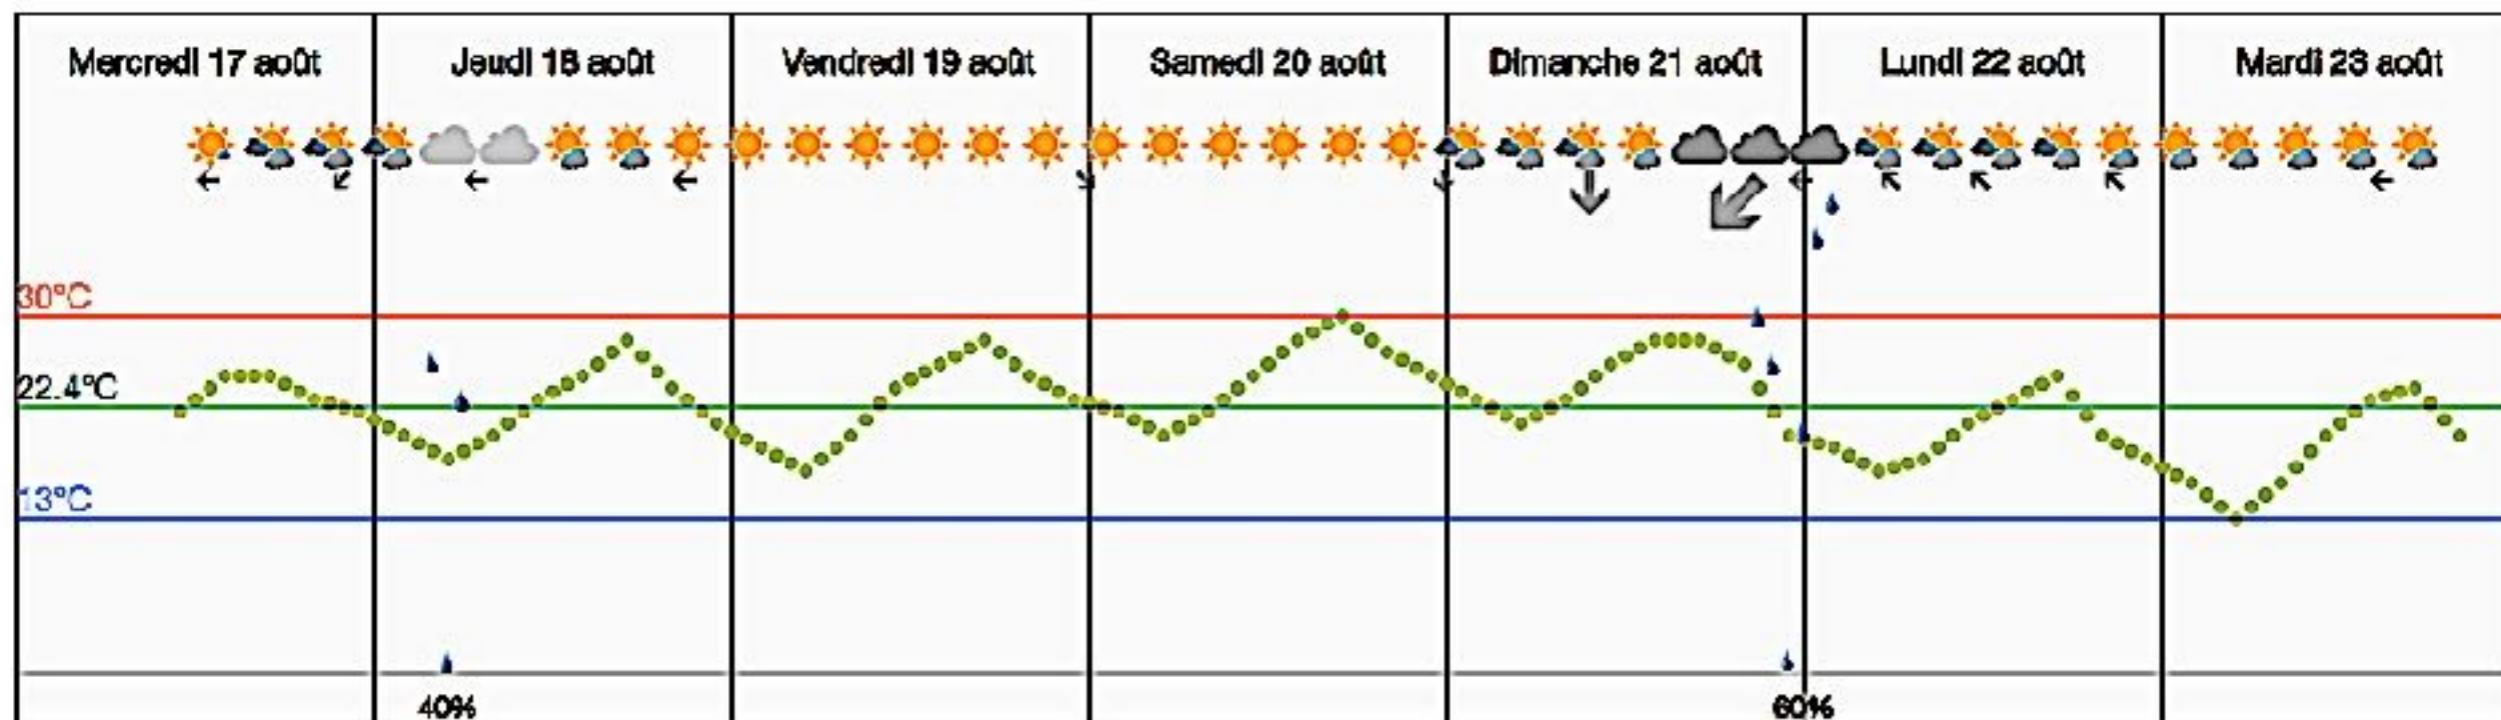 Mercredi 17 août Jeudi 18 août Vendredi 19 août Samedi 20 août Dimanche 21 août Lundi 22 août Mardi 23 août
30°C
22.4°C
13°C
40% 60%